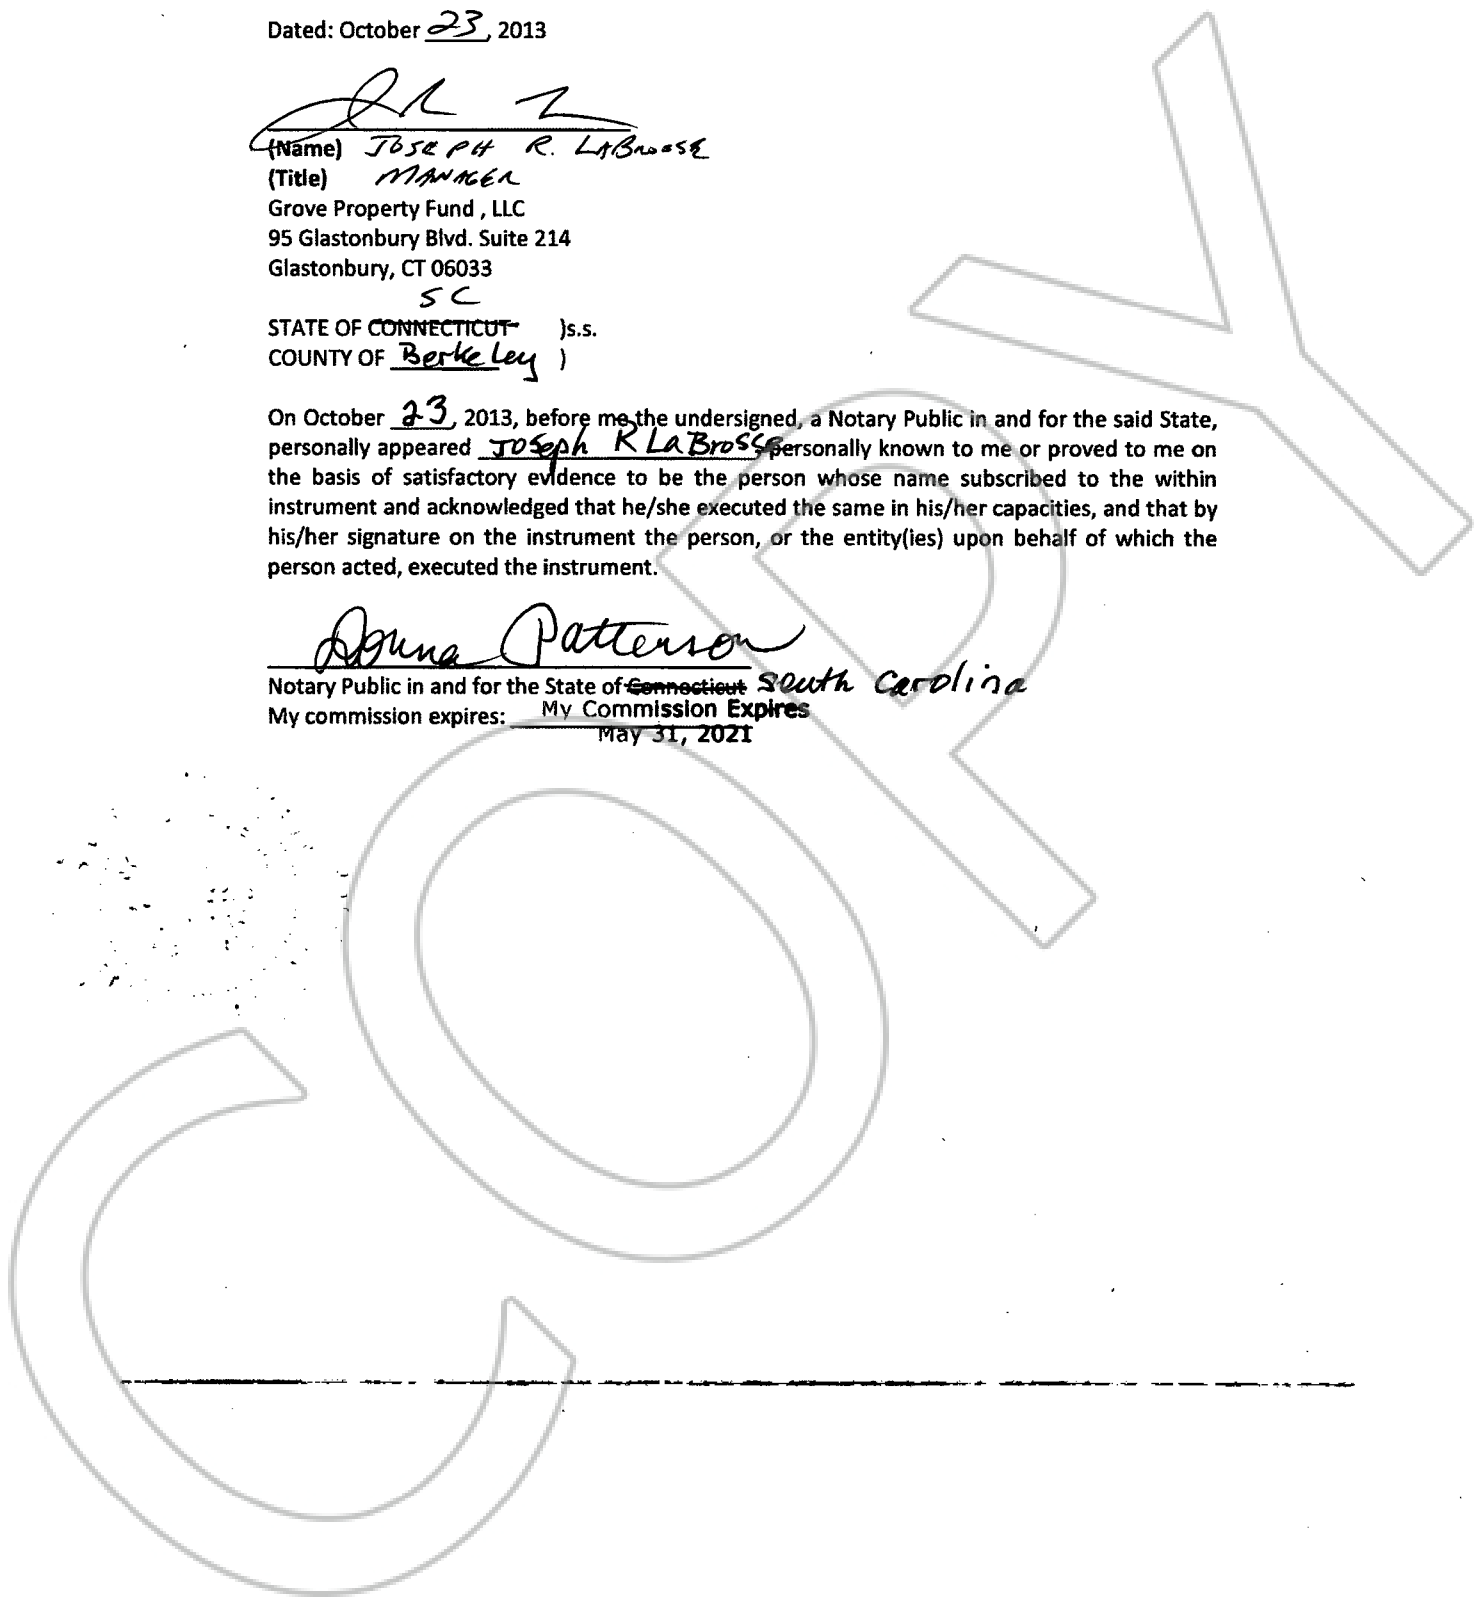 Dated: October 23, 2013
(Name) JOSEPH R. LABROSSE
(Title) MANAGER
Grove Property Fund , LLC
95 Glastonbury Blvd. Suite 214
Glastonbury, CT 06033
SC
STATE OF CONNECTICUT )s.s.
COUNTY OF Berkeley )
On October 23, 2013, before me the undersigned, a Notary Public in and for the said State,
personally appeared Joseph R LaBrosse personally known to me or proved to me on
the basis of satisfactory evidence to be the person whose name subscribed to the within
instrument and acknowledged that he/she executed the same in his/her capacities, and that by
his/her signature on the instrument the person, or the entity(ies) upon behalf of which the
person acted, executed the instrument.
Donna Patterson
Notary Public in and for the State of Connecticut South Carolina
My commission expires: My Commission Expires
May 31, 2021
COPY